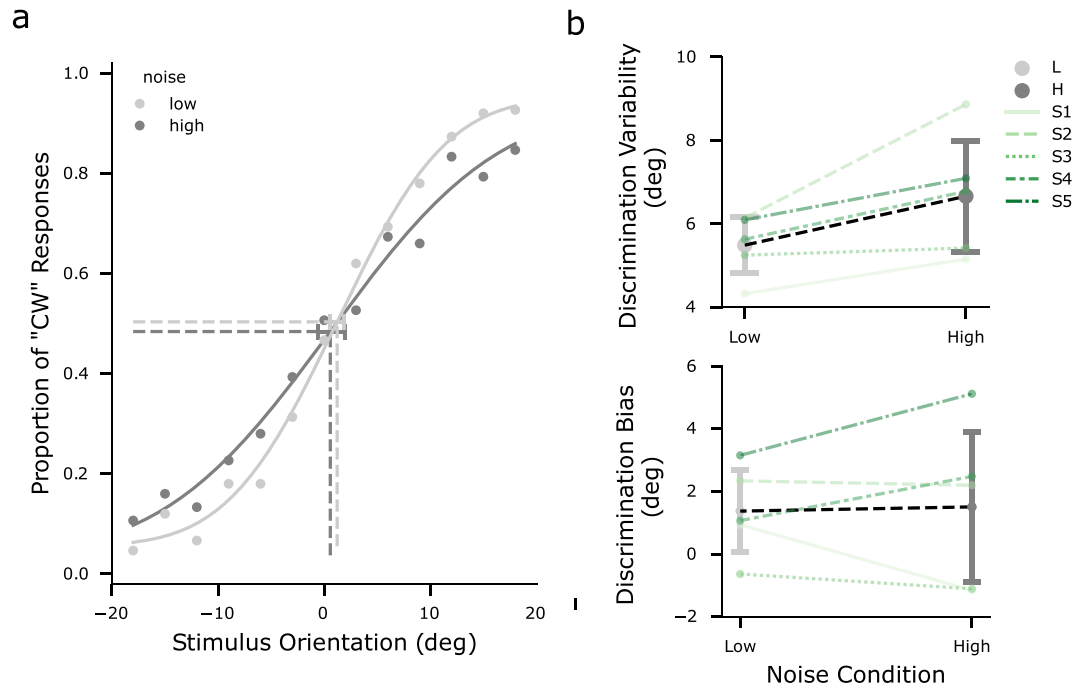 a
Proportion of "CW" Responses
1.0
0.8
0.6
0.4
0.2
0.0
noise
low
high
−20
−10
0
10
20
Stimulus Orientation (deg)
b
Discrimination Variability
(deg)
10
8
6
4
Low
High
L
H
S1
S2
S3
S4
S5
Discrimination Bias
(deg)
6
4
2
0
−2
Low
High
Noise Condition